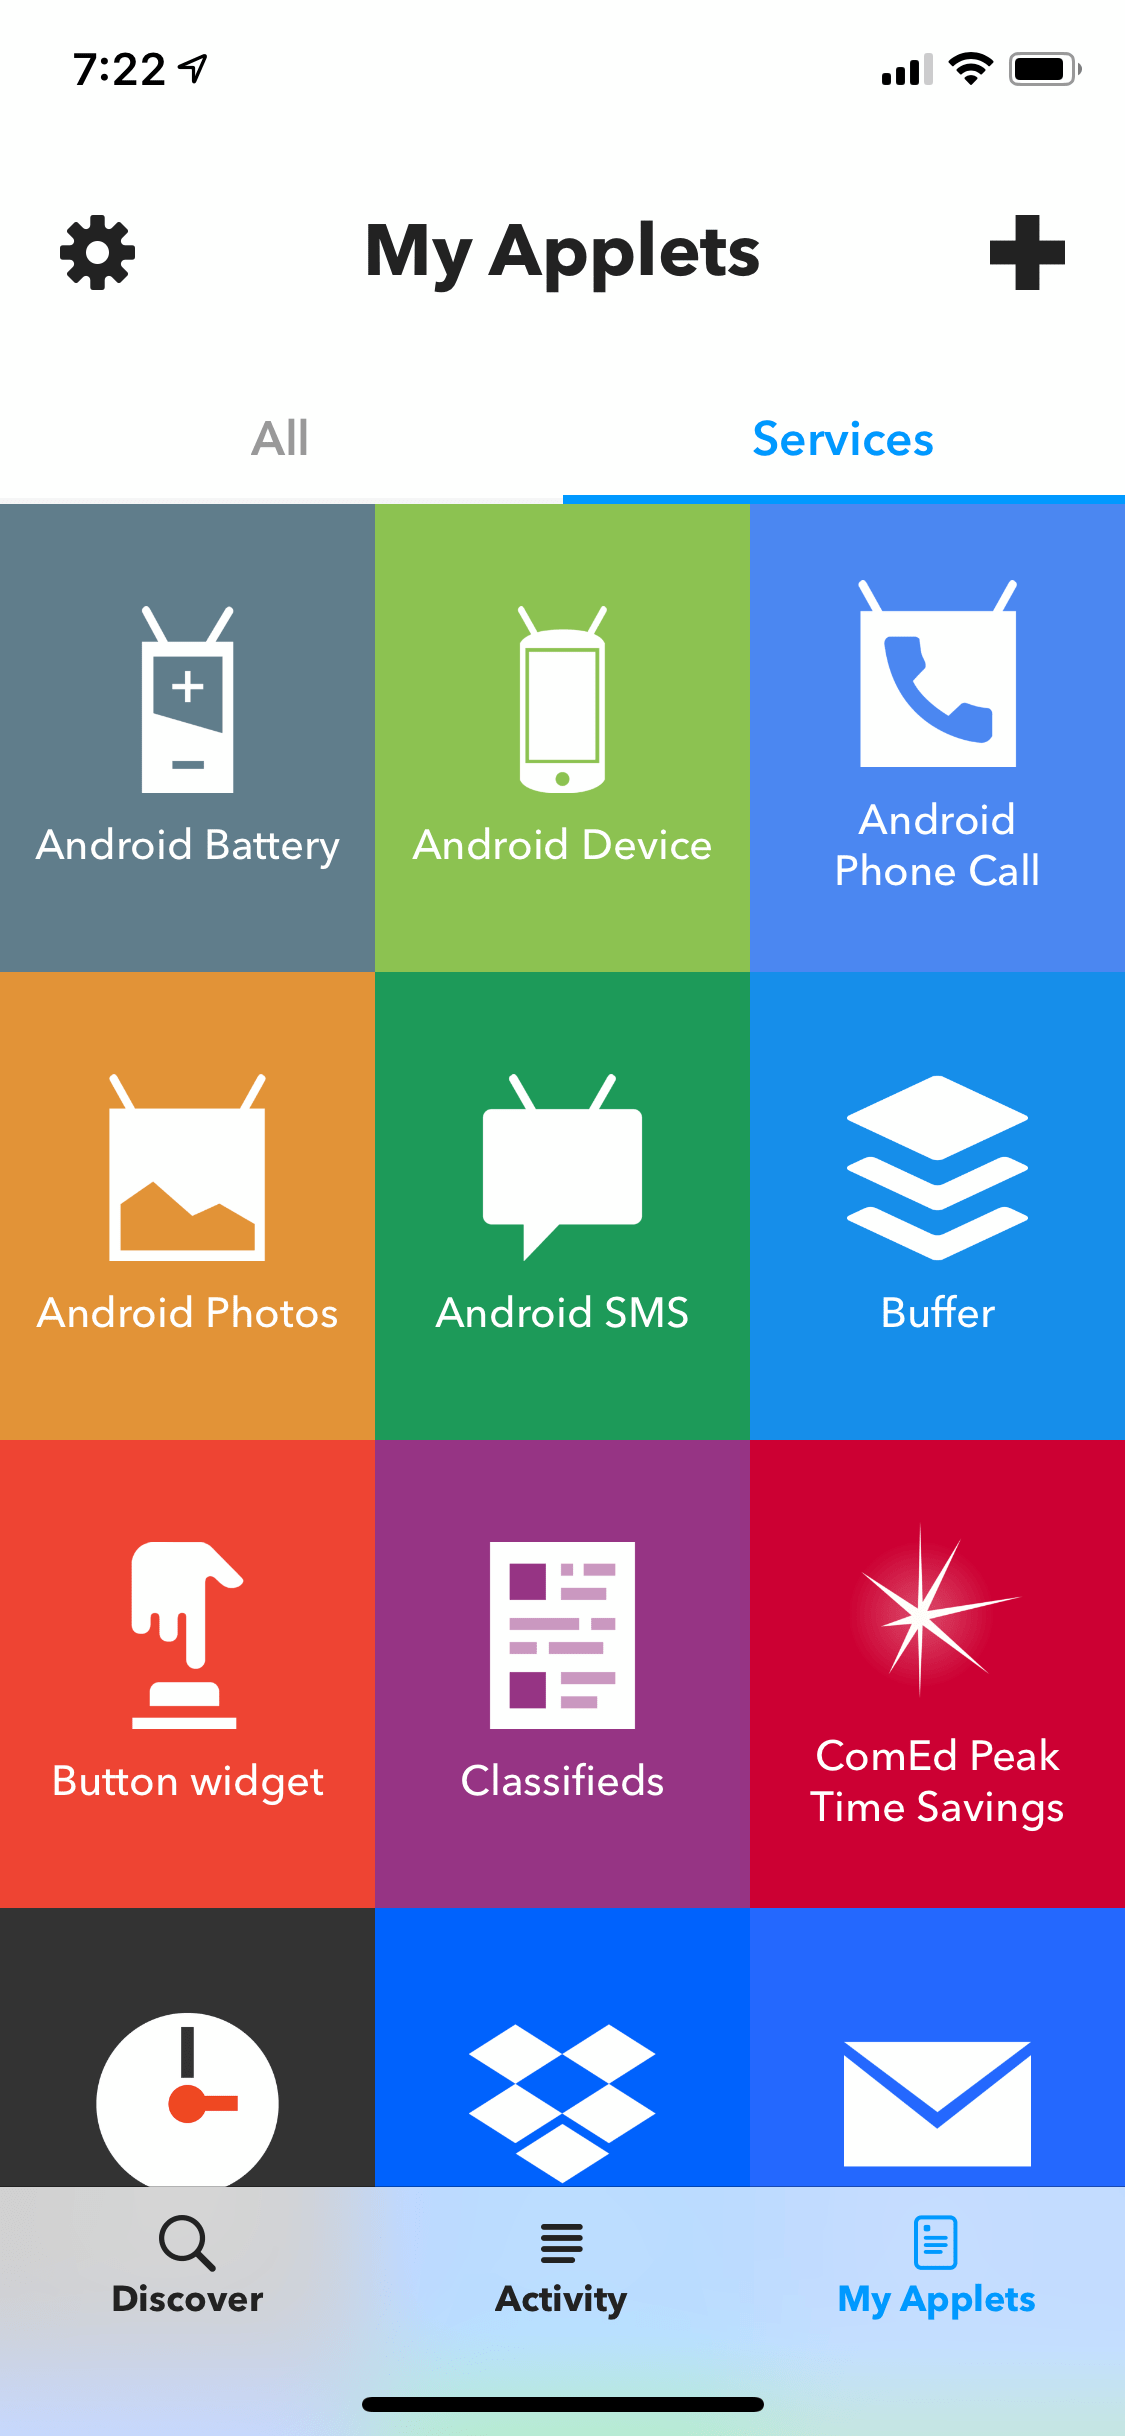 7:22
My Applets
All
Services
Android Battery
Android Device
Android
Phone Call
Android Photos
Android SMS
Buffer
Button widget
Classifieds
ComEd Peak
Time Savings
Discover
Activity
My Applets